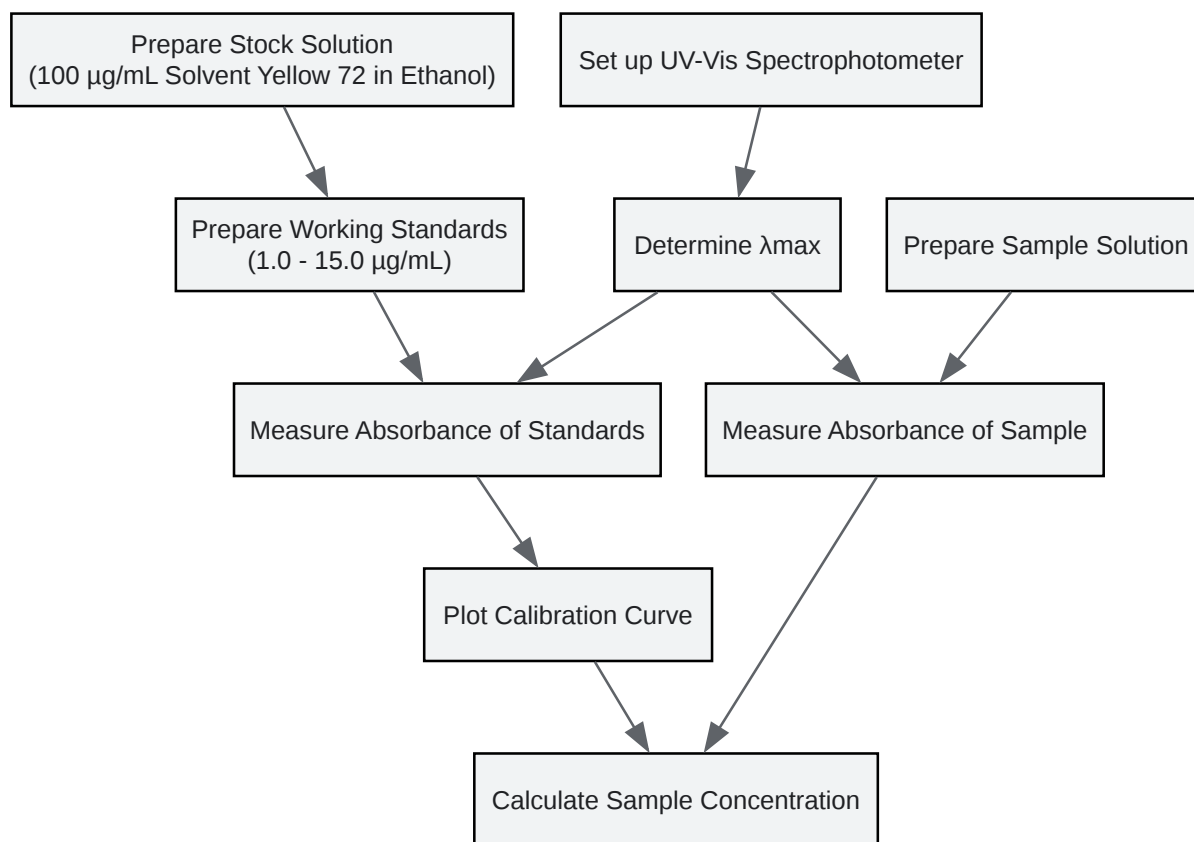 Prepare Stock Solution
(100 µg/mL Solvent Yellow 72 in Ethanol)
Set up UV-Vis Spectrophotometer
Prepare Working Standards
(1.0 - 15.0 µg/mL)
Determine λmax
Prepare Sample Solution
Measure Absorbance of Standards
Measure Absorbance of Sample
Plot Calibration Curve
Calculate Sample Concentration